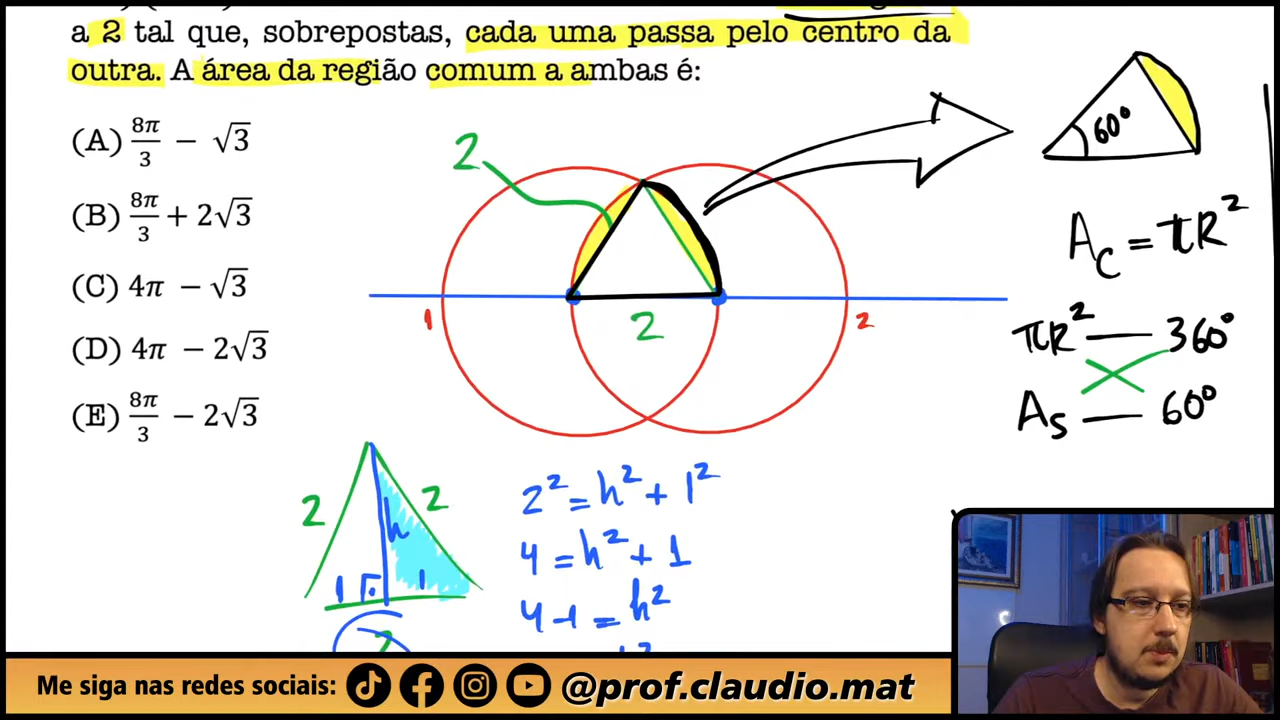 a 2 tal que, sobrepostas, cada uma passa pelo centro da
outra. A área da região comum a ambas é:
(A) 8π/3 − √3
(B) 8π/3 + 2√3
(C) 4π − √3
(D) 4π − 2√3
(E) 8π/3 − 2√3
2
2
1
2
60°
A_C = πR²
πR² — 360°
A_S — 60°
2
2
h
1
1
2² = h² + 1²
4 = h² + 1
4-1 = h²
Me siga nas redes sociais: @prof.claudio.mat